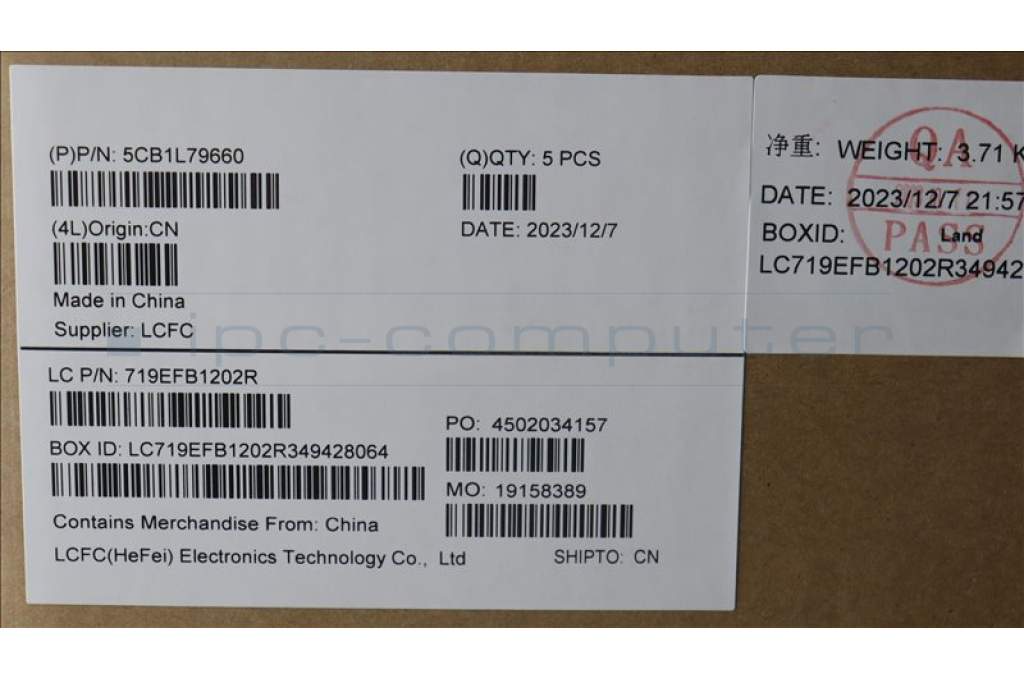 (P)P/N: 5CB1L79660
(Q)QTY: 5 PCS
(4L)Origin:CN
DATE: 2023/12/7
Made in China
Supplier: LCFC
净重: WEIGHT: 3.71 K
QA
DATE: 2023/12/7 21:57
BOXID: Land
PASS
LC719EFB1202R34942
ipc-computer
LC P/N: 719EFB1202R
PO: 4502034157
BOX ID: LC719EFB1202R349428064
MO: 19158389
Contains Merchandise From: China
LCFC(HeFei) Electronics Technology Co., Ltd
SHIPTO: CN